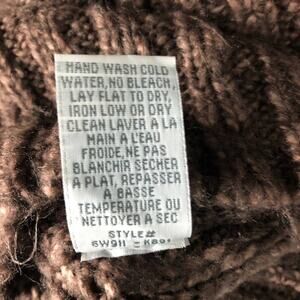 HAND WASH COLD
WATER, NO BLEACH,
LAY FLAT TO DRY,
IRON LOW OR DRY
CLEAN LAVER A LA
MAIN A L'EAU
FROIDE, NE PAS
BLANCHIR SECHER
A PLAT, REPASSER
A BASSE
TEMPERATURE OU
NETTOYER A SEC
STYLE#
6W911